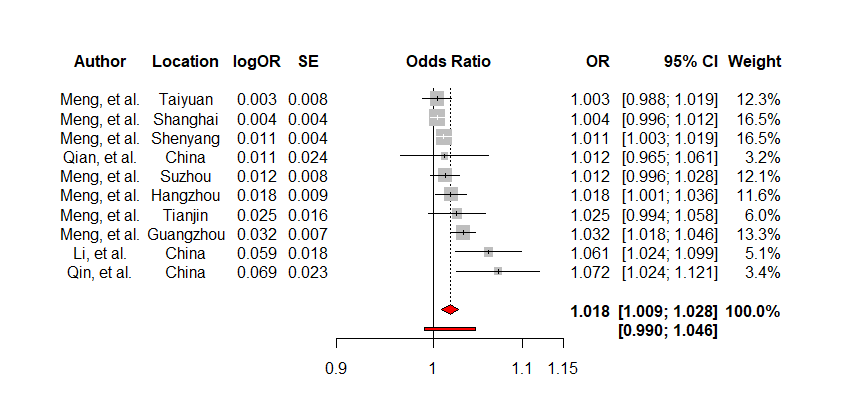 Author Location logOR SE Odds Ratio OR 95% CI Weight
Meng, et al. Taiyuan 0.003 0.008 1.003 [0.988; 1.019] 12.3%
Meng, et al. Shanghai 0.004 0.004 1.004 [0.996; 1.012] 16.5%
Meng, et al. Shenyang 0.011 0.004 1.011 [1.003; 1.019] 16.5%
Qian, et al. China 0.011 0.024 1.012 [0.965; 1.061] 3.2%
Meng, et al. Suzhou 0.012 0.008 1.012 [0.996; 1.028] 12.1%
Meng, et al. Hangzhou 0.018 0.009 1.018 [1.001; 1.036] 11.6%
Meng, et al. Tianjin 0.025 0.016 1.025 [0.994; 1.058] 6.0%
Meng, et al. Guangzhou 0.032 0.007 1.032 [1.018; 1.046] 13.3%
Li, et al. China 0.059 0.018 1.061 [1.024; 1.099] 5.1%
Qin, et al. China 0.069 0.023 1.072 [1.024; 1.121] 3.4%
1.018 [1.009; 1.028] 100.0%
[0.990; 1.046]
0.9 1 1.1 1.15